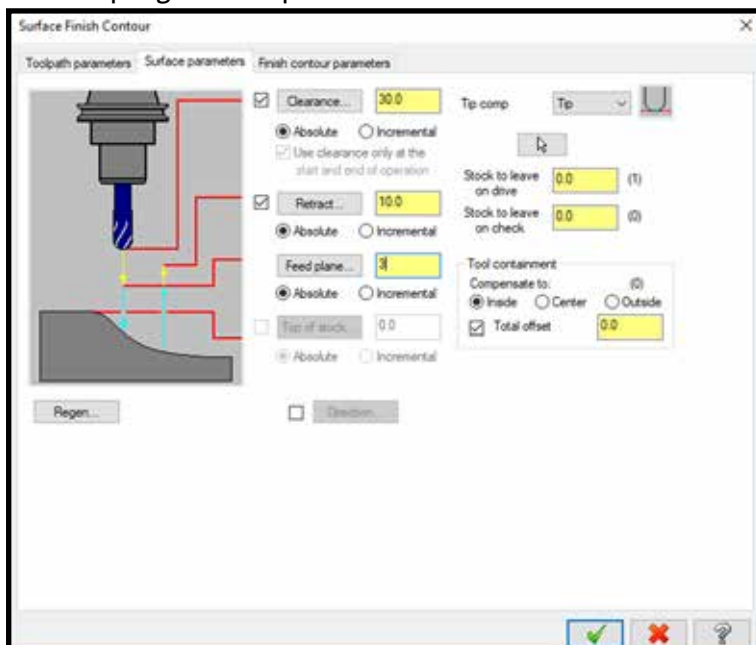 Surface Finish Contour
Toolpath parameters Surface parameters Finish contour parameters
Clearance... 30.0
Absolute Incremental
Use clearance only at the
start and end of operation
Retract... 10.0
Absolute Incremental
Feed plane... 3
Absolute Incremental
Top of stock... 0.0
Absolute Incremental
Tip comp Tip
Stock to leave
on drive 0.0 (1)
Stock to leave
on check 0.0 (0)
Tool containment
Compensate to: (0)
Inside Center Outside
Total offset 0.0
Regen... Direction...